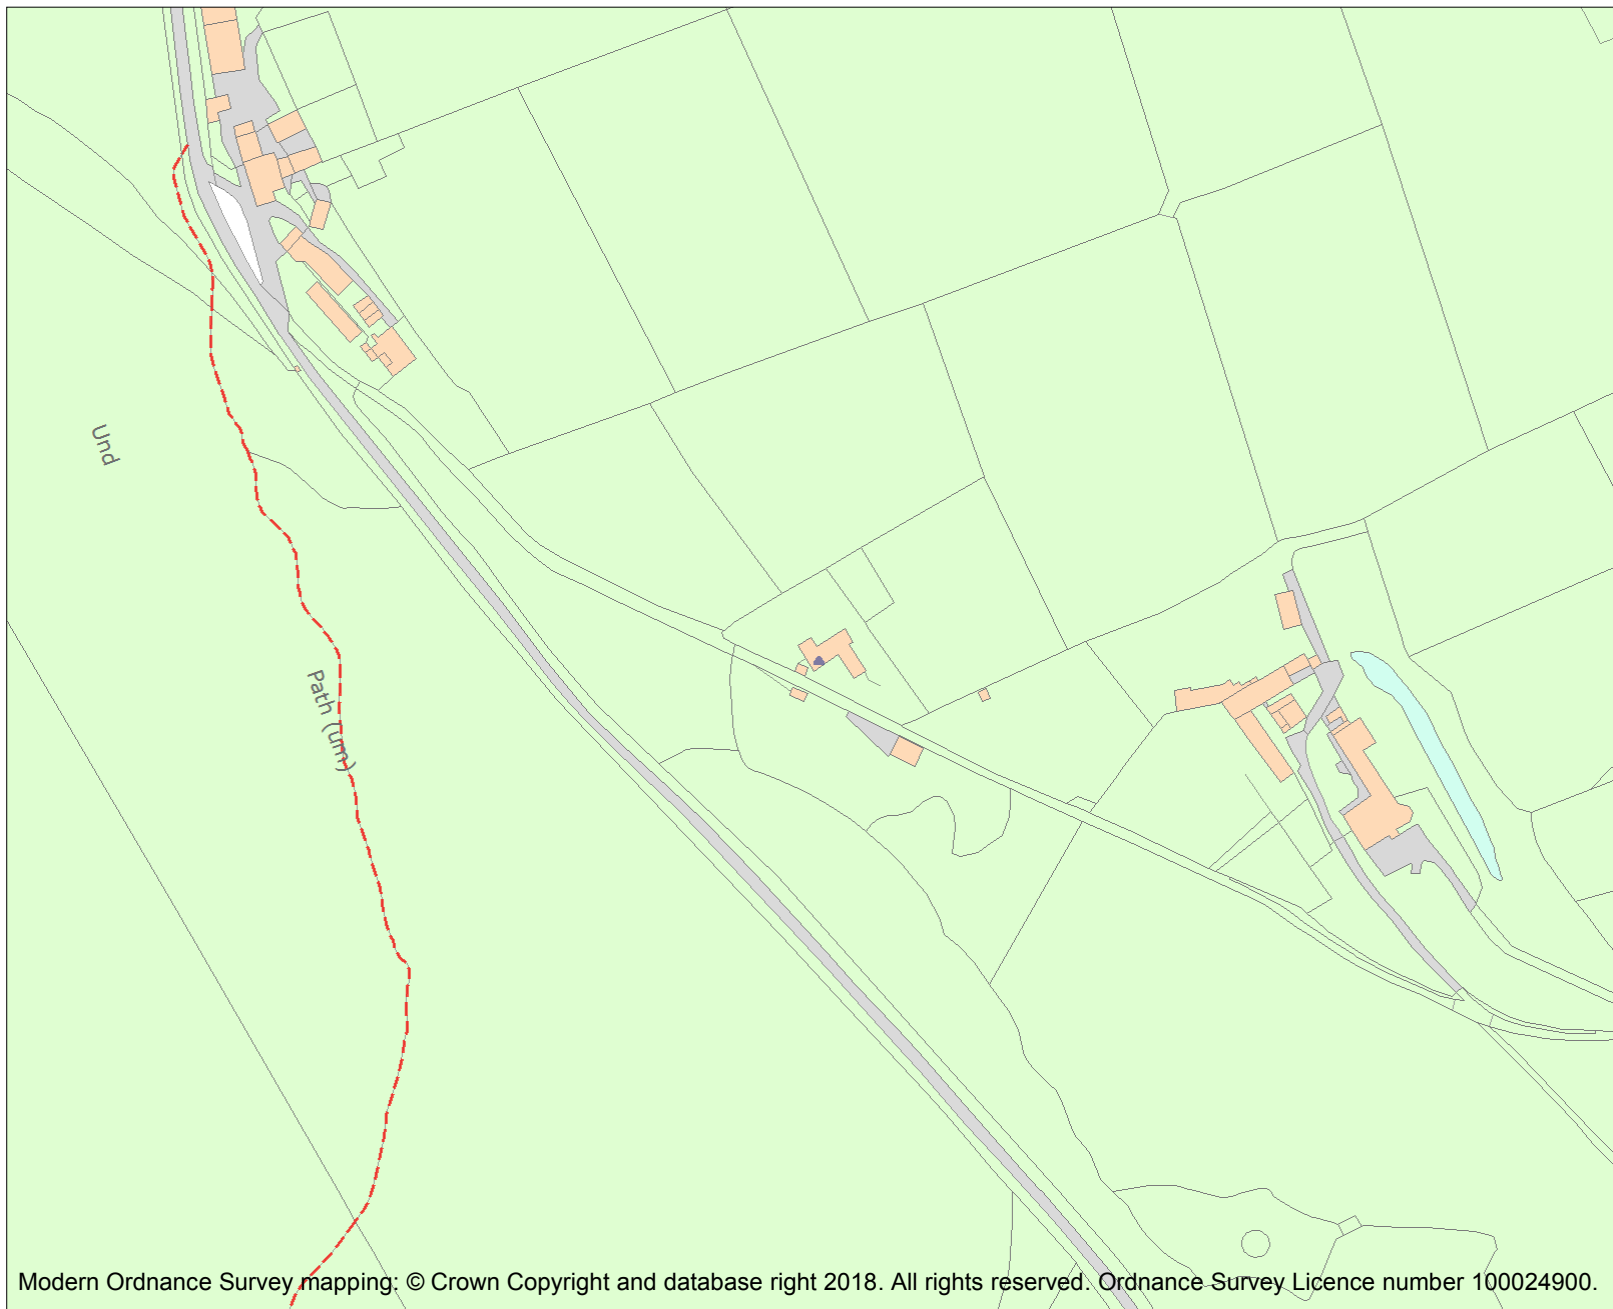 Und
Path (um)
Modern Ordnance Survey mapping: © Crown Copyright and database right 2018. All rights reserved. Ordnance Survey Licence number 100024900.